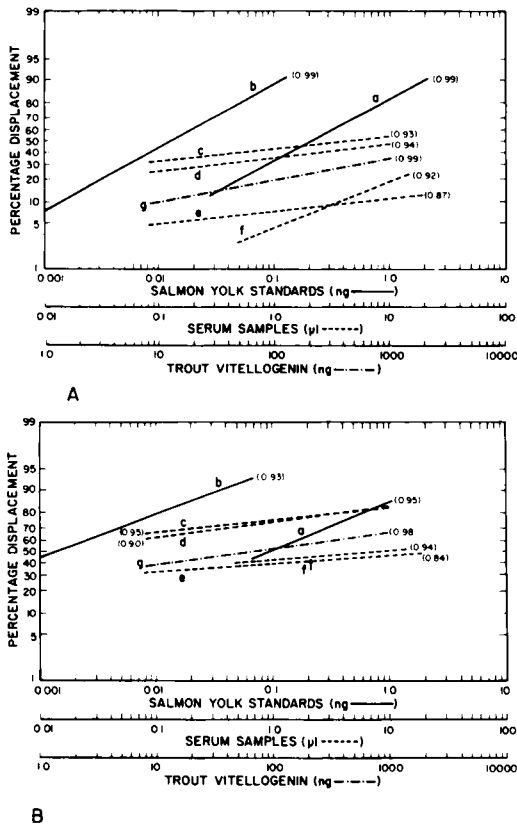 99
95
90
80
70
60
50
40
30
20
10
5
1
PERCENTAGE DISPLACEMENT
b
(0.99)
a
(0.99)
c
(0.93)
d
(0.94)
(0.99)
g
(0.92)
e
(0.87)
f
0.001 0.01 0.1 1.0 10.0
SALMON YOLK STANDARDS (ng ——)
0.01 0.1 1.0 10 100
SERUM SAMPLES (µl -----)
1.0 10 100 1000 10000
TROUT VITELLOGENIN (ng —·—·—)
A
99
95
90
80
70
60
50
40
30
20
10
5
1
PERCENTAGE DISPLACEMENT
b
(0.93)
(0.95)
c
a
(0.95)
(0.90)
d
(0.98
g
(0.94)
e
f
(0.84)
0.001 0.01 0.1 1.0 10.0
SALMON YOLK STANDARDS (ng ——)
0.01 0.1 1.0 10 100
SERUM SAMPLES (µl -----)
1.0 10 100 1000 10000
TROUT VITELLOGENIN (ng —·—·—)
B